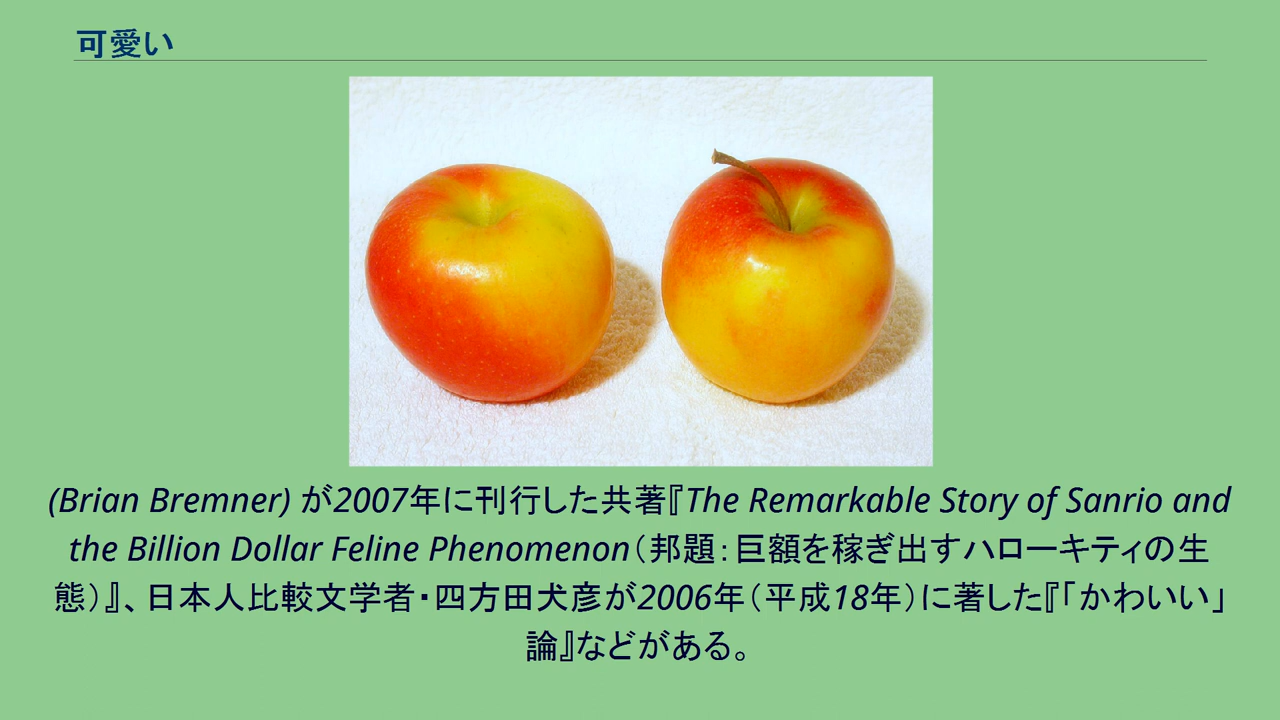 可愛い
(Brian Bremner) が2007年に刊行した共著『The Remarkable Story of Sanrio and
the Billion Dollar Feline Phenomenon（邦題：巨額を稼ぎ出すハローキティの生
態）』、日本人比較文学者・四方田犬彦が2006年（平成18年）に著した『「かわいい」
論』などがある。